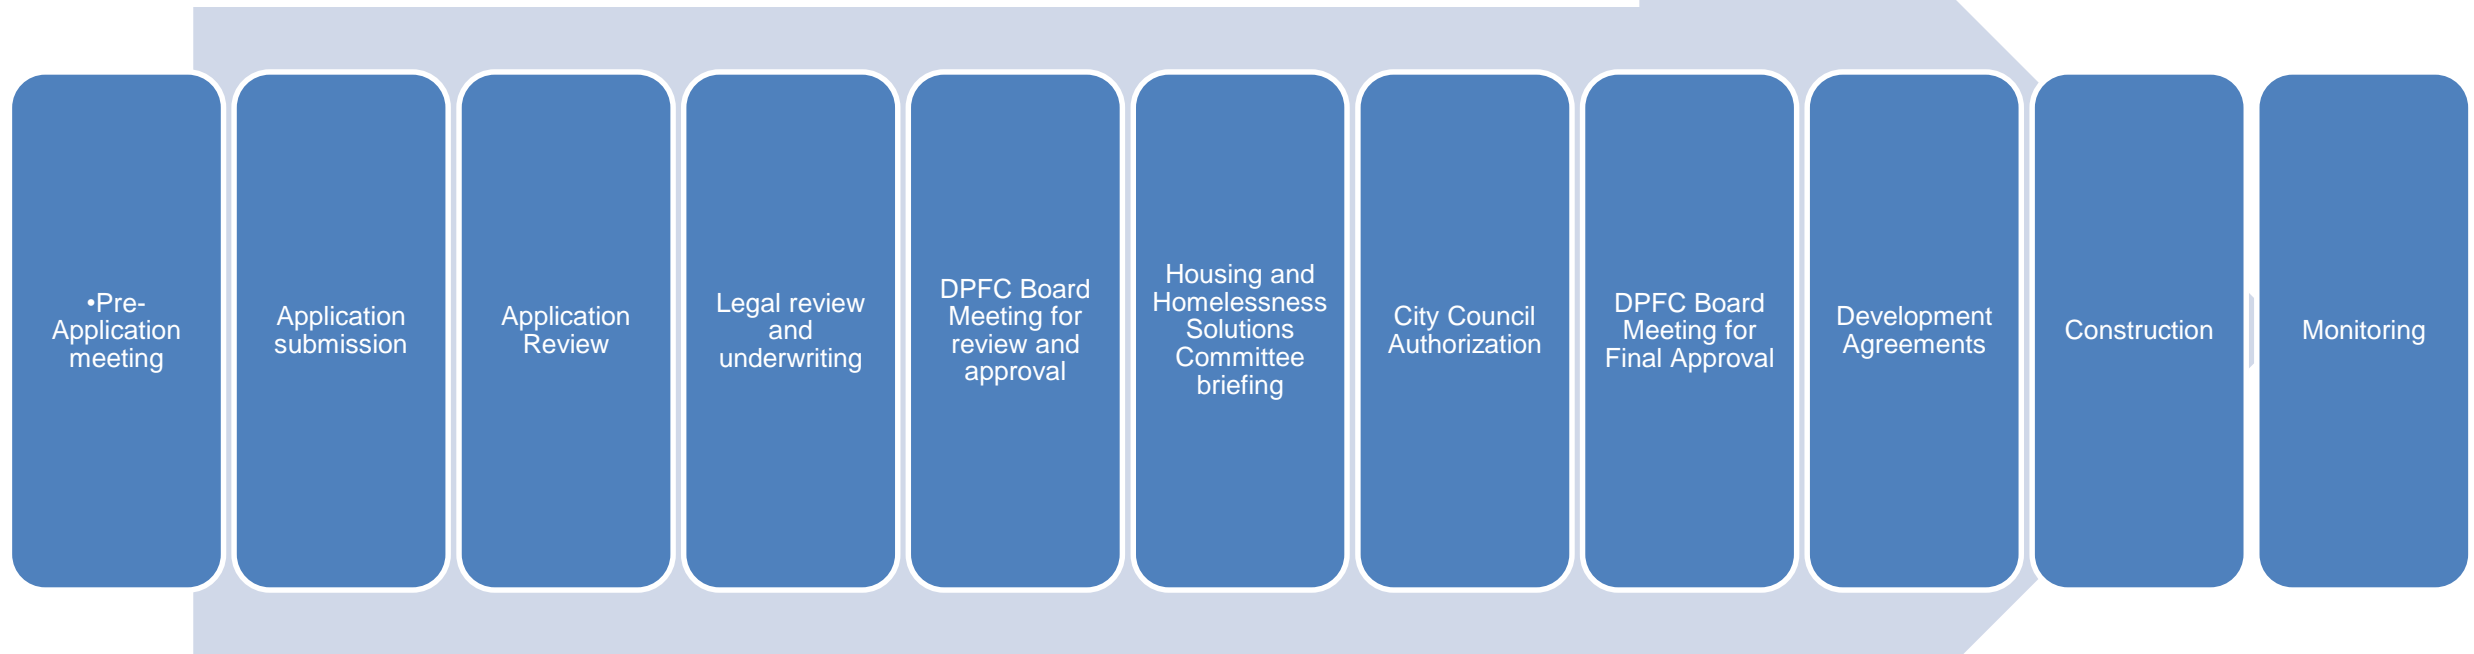 •Pre-
Application
meeting
Application
submission
Application
Review
Legal review
and
underwriting
DPFC Board
Meeting for
review and
approval
Housing and
Homelessness
Solutions
Committee
briefing
City Council
Authorization
DPFC Board
Meeting for
Final Approval
Development
Agreements
Construction
Monitoring